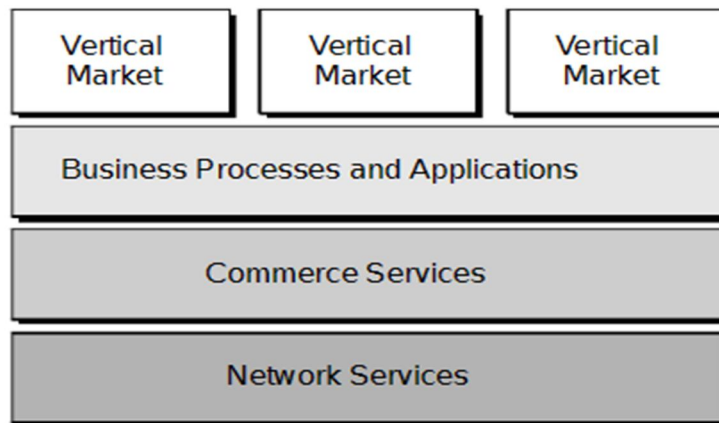 Vertical
Market
Vertical
Market
Vertical
Market
Business Processes and Applications
Commerce Services
Network Services